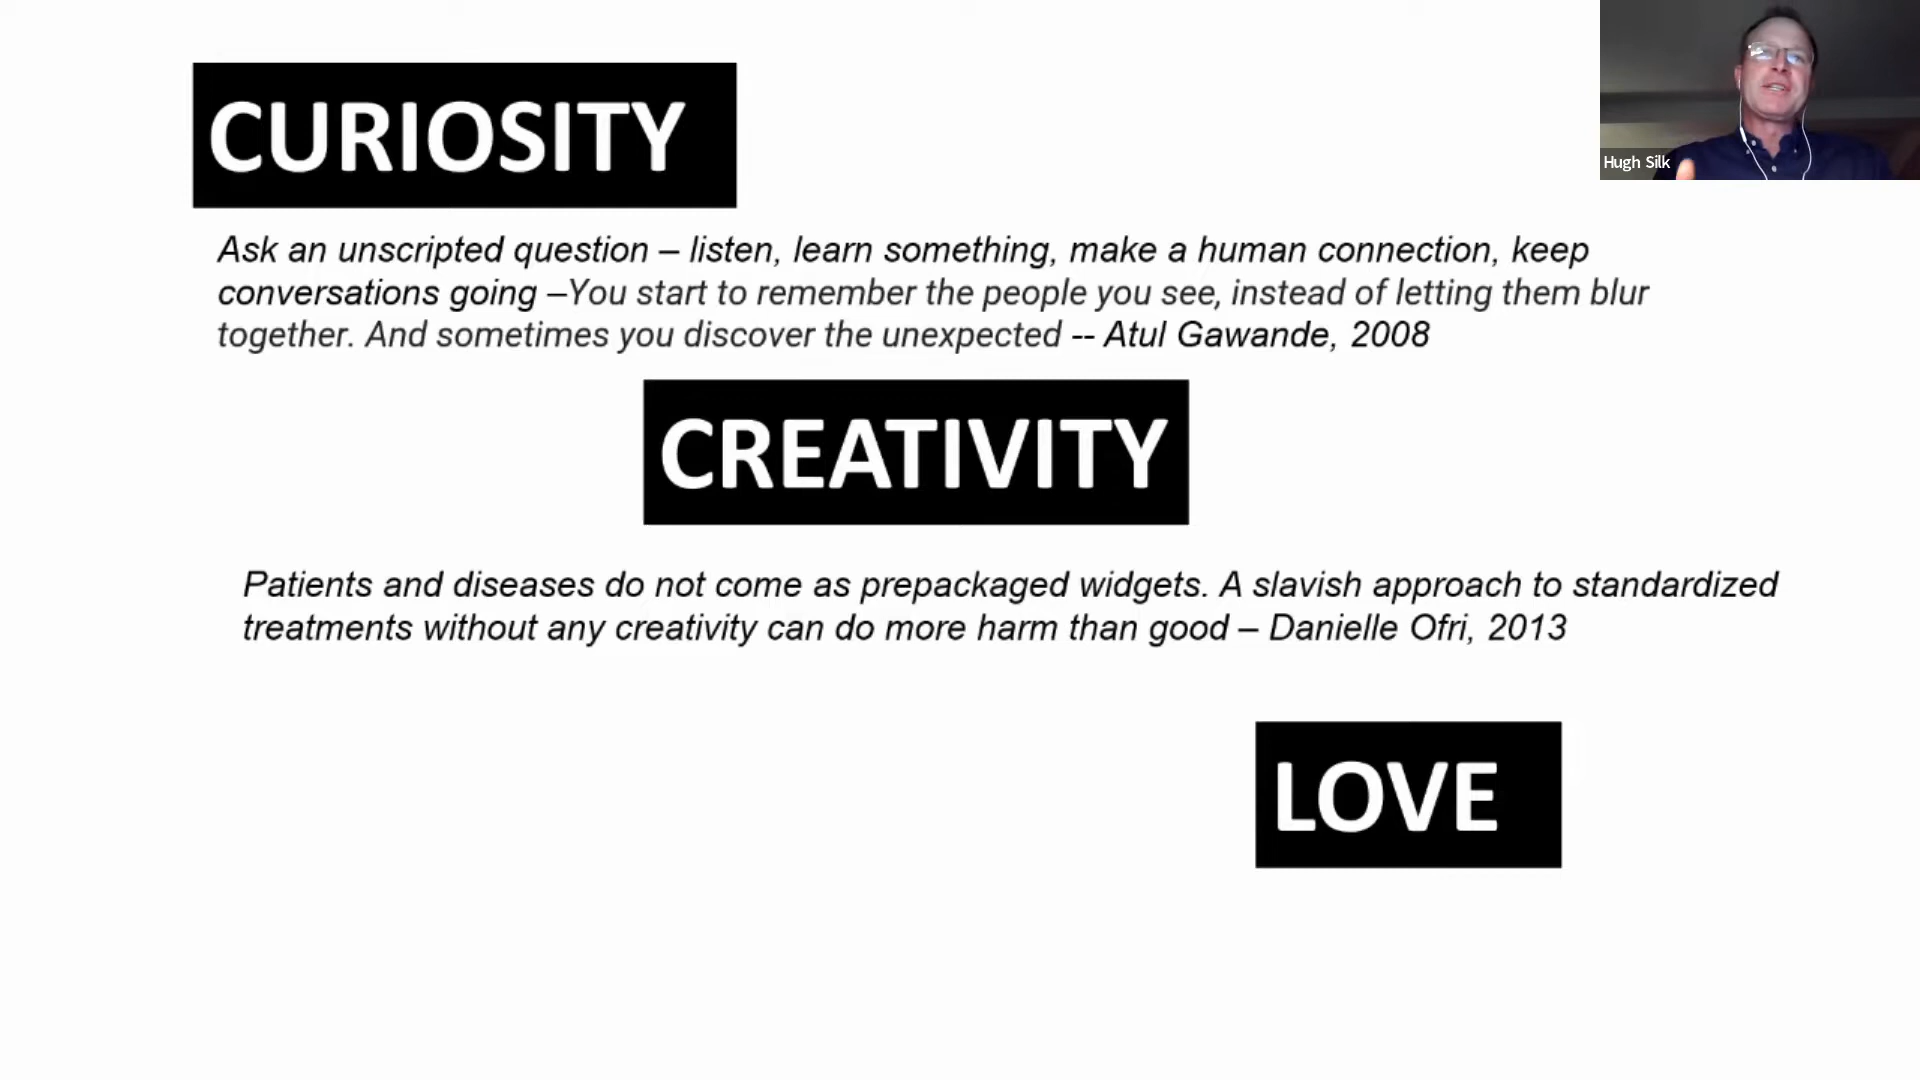 CURIOSITY
Hugh Silk
Ask an unscripted question – listen, learn something, make a human connection, keep
conversations going –You start to remember the people you see, instead of letting them blur
together. And sometimes you discover the unexpected -- Atul Gawande, 2008
CREATIVITY
Patients and diseases do not come as prepackaged widgets. A slavish approach to standardized
treatments without any creativity can do more harm than good – Danielle Ofri, 2013
LOVE